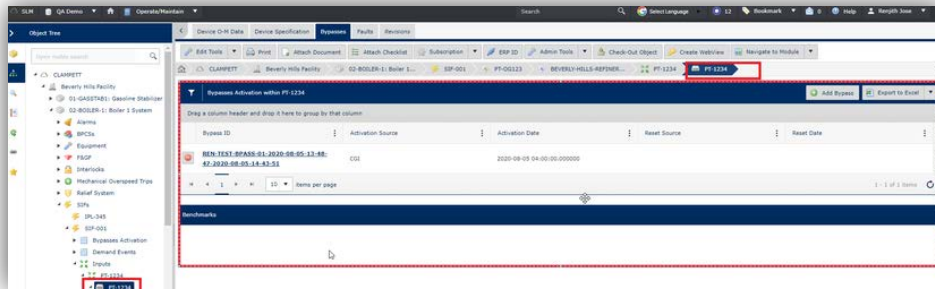 SLM QA Demo Operate/Maintain Search Select Language 12 Bookmark 0 Help Renjith Jose
Object Tree
Device O-M Data Device Specification Bypasses Faults Revisions
Edit Tools Print Attach Document Attach Checklist Subscription ERP ID Admin Tools Check-Out Object Create WebView Navigate to Module
CLAMPETT Beverly Hills Facility 02-BOILER-1: Boiler 1... SIF-001 PT-OG123 BEVERLY-HILLS-REFINER... PT-1234 PT-1234
CLAMPETT
Beverly Hills Facility
01-GASSTAB1: Gasoline Stabilizer
02-BOILER-1: Boiler 1 System
Alarms
BPCSs
Equipment
F&GF
Interlocks
Mechanical Overspeed Trips
Relief System
SIFs
IPL-345
SIF-001
Bypasses Activation
Demand Events
Inputs
PT-1234
PT-1234
Bypasses Activation within PT-1234 Add Bypass Export to Excel
Drag a column header and drop it here to group by that column
Bypass ID Activation Source Activation Date Reset Source Reset Date
REN-TEST-BPASS-01-2020-08-05-13-48-
47-2020-08-05-14-43-51
CGI 2020-08-05 04:00:00.000000
1 10 items per page 1 - 1 of 1 items
Benchmarks